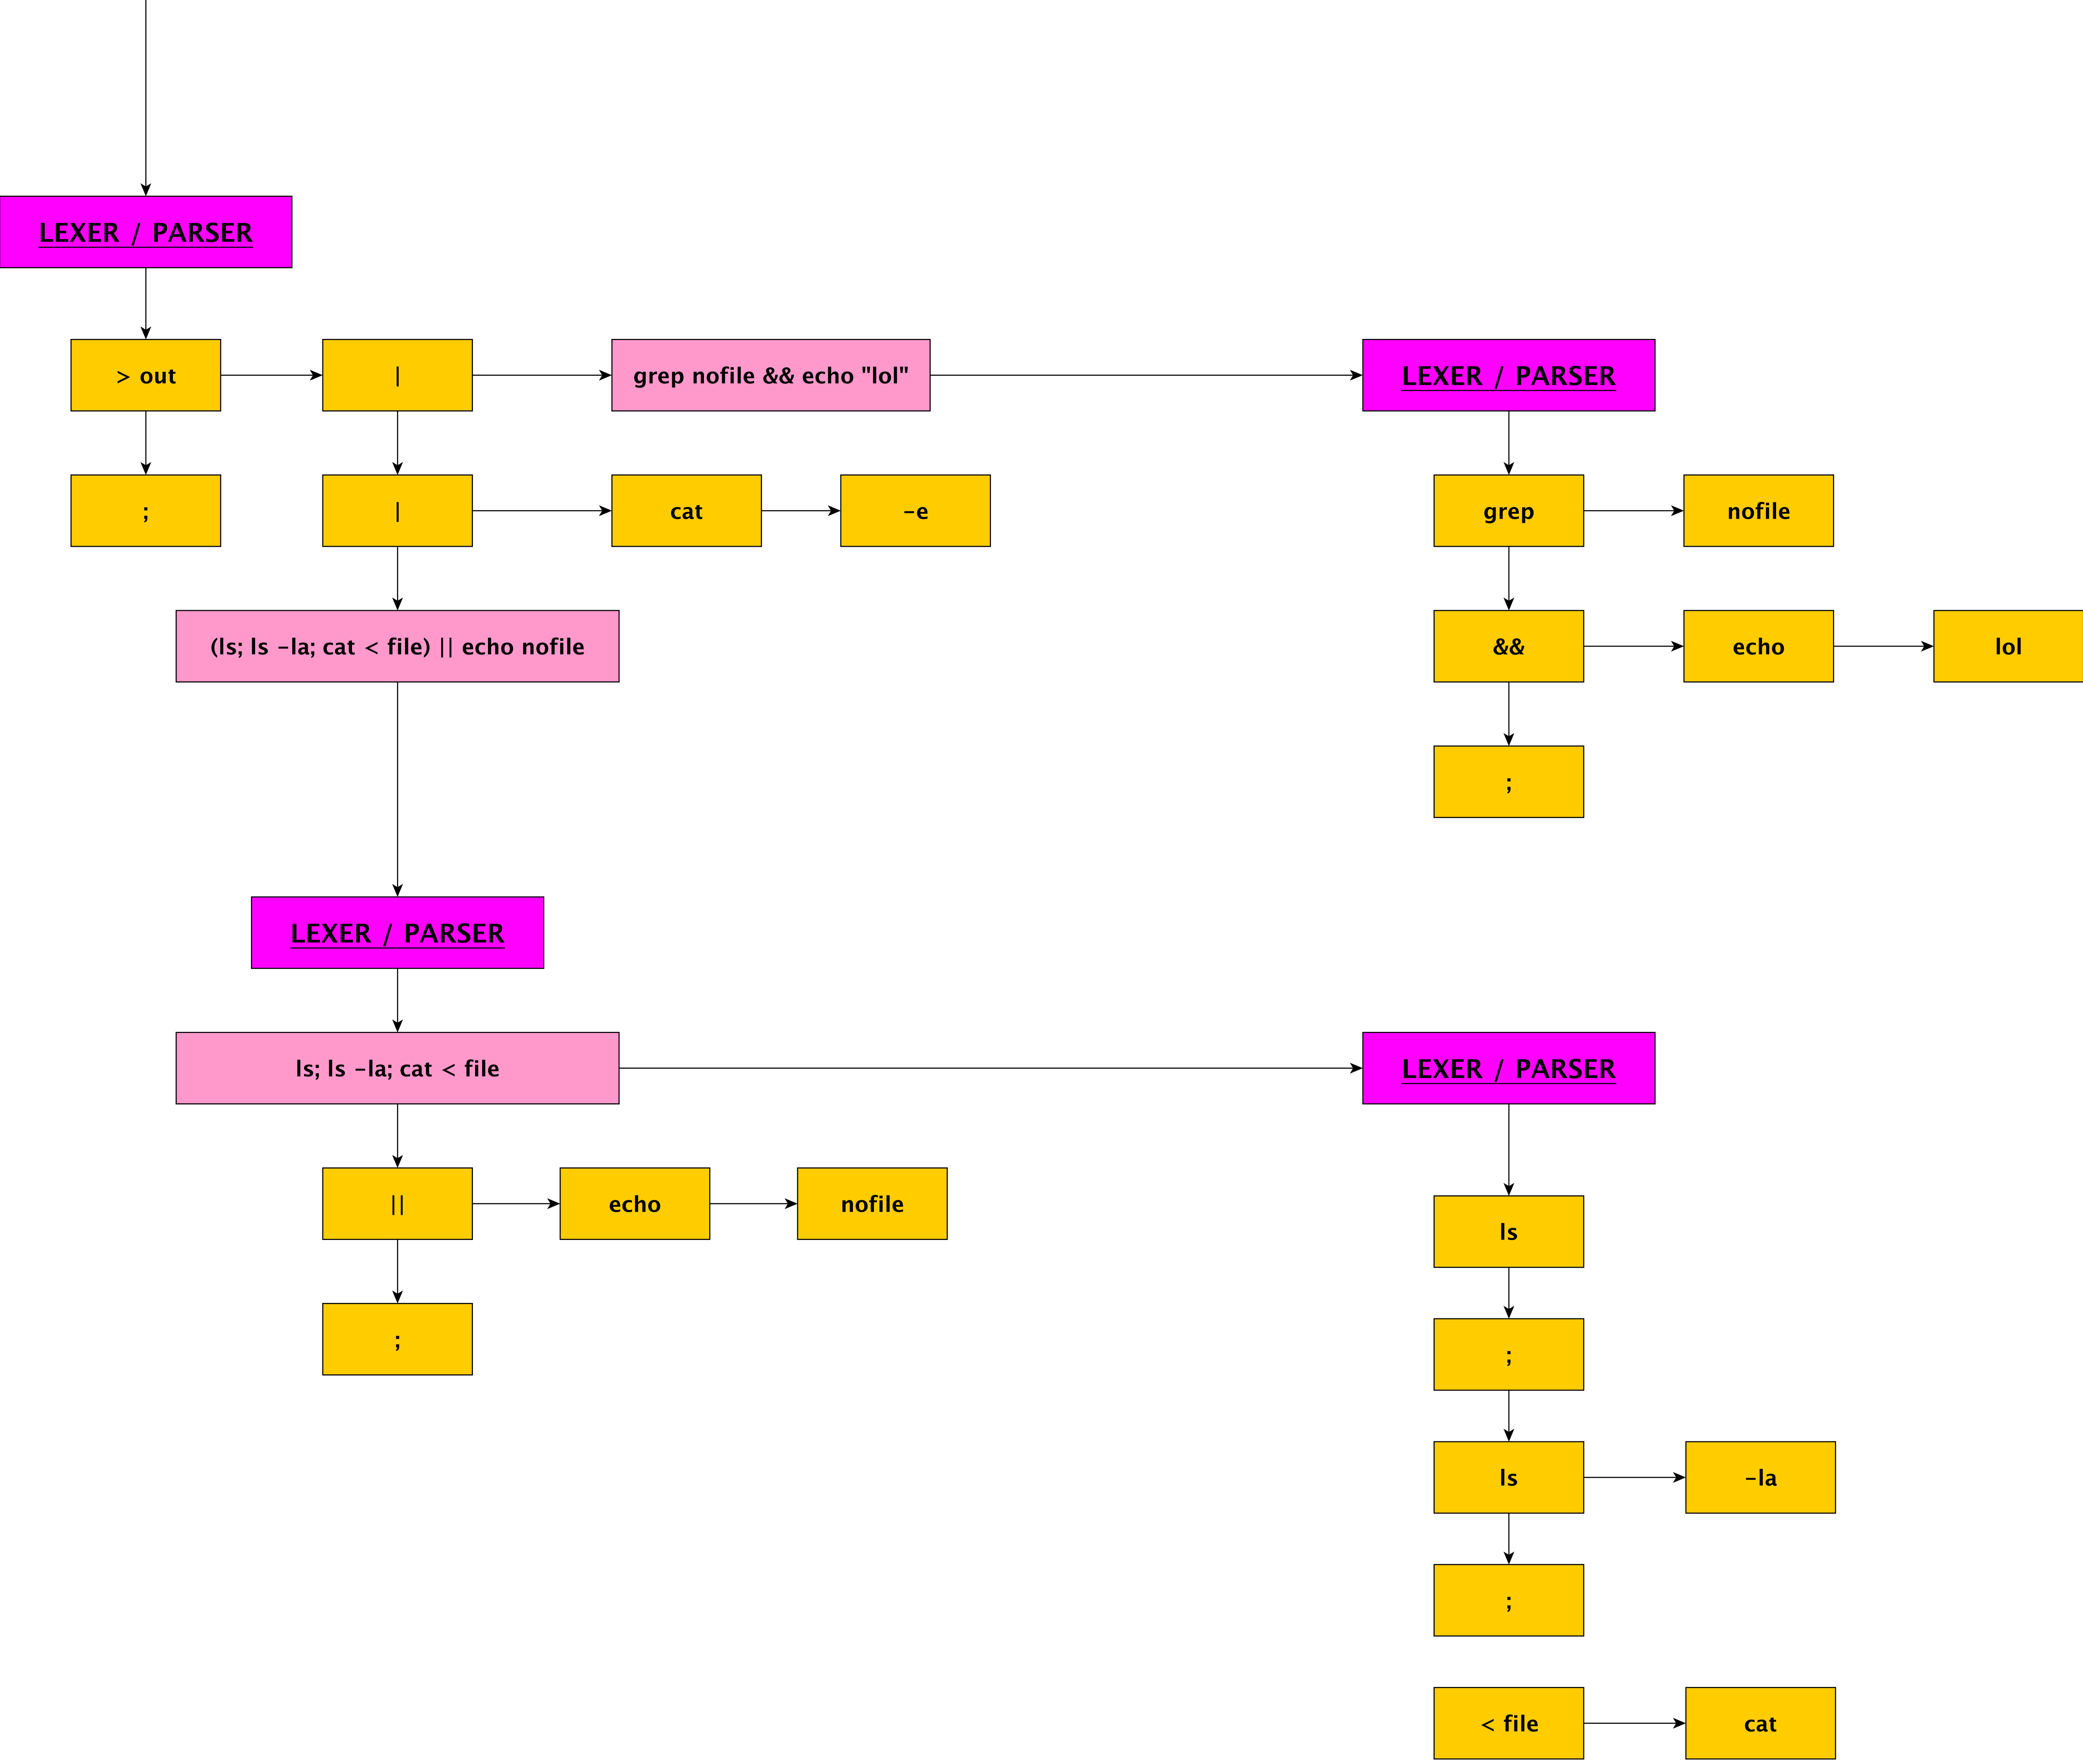 LEXER / PARSER
> out
|
grep nofile && echo "lol"
LEXER / PARSER
;
|
cat
-e
grep
nofile
(ls; ls -la; cat < file) || echo nofile
&&
echo
lol
;
LEXER / PARSER
ls; ls -la; cat < file
LEXER / PARSER
||
echo
nofile
ls
;
;
ls
-la
;
< file
cat